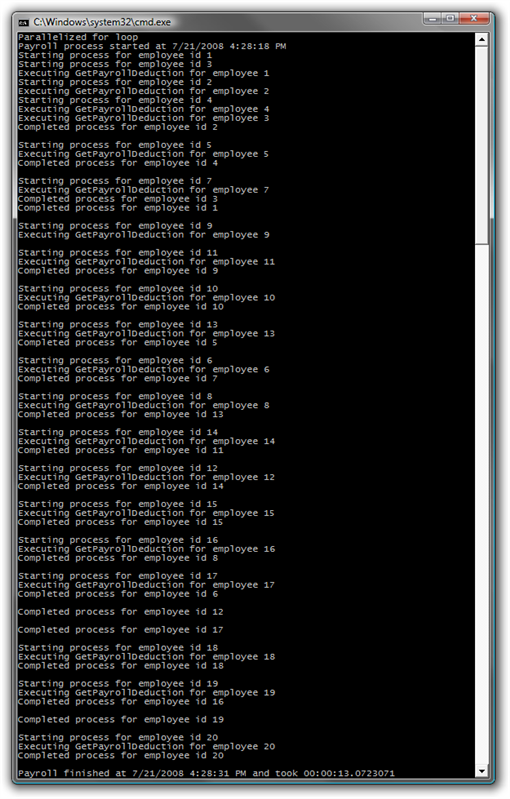 C:\Windows\system32\cmd.exe
Parallelized for loop
Payroll process started at 7/21/2008 4:28:18 PM
Starting process for employee id 1
Starting process for employee id 3
Executing GetPayrollDeduction for employee 1
Starting process for employee id 2
Executing GetPayrollDeduction for employee 2
Starting process for employee id 4
Executing GetPayrollDeduction for employee 4
Executing GetPayrollDeduction for employee 3
Completed process for employee id 2
Starting process for employee id 5
Executing GetPayrollDeduction for employee 5
Completed process for employee id 4
Starting process for employee id 7
Executing GetPayrollDeduction for employee 7
Completed process for employee id 3
Completed process for employee id 1
Starting process for employee id 9
Executing GetPayrollDeduction for employee 9
Starting process for employee id 11
Executing GetPayrollDeduction for employee 11
Completed process for employee id 9
Starting process for employee id 10
Executing GetPayrollDeduction for employee 10
Completed process for employee id 10
Starting process for employee id 13
Executing GetPayrollDeduction for employee 13
Completed process for employee id 5
Starting process for employee id 6
Executing GetPayrollDeduction for employee 6
Completed process for employee id 7
Starting process for employee id 8
Executing GetPayrollDeduction for employee 8
Completed process for employee id 13
Starting process for employee id 14
Executing GetPayrollDeduction for employee 14
Completed process for employee id 11
Starting process for employee id 12
Executing GetPayrollDeduction for employee 12
Completed process for employee id 14
Starting process for employee id 15
Executing GetPayrollDeduction for employee 15
Completed process for employee id 15
Starting process for employee id 16
Executing GetPayrollDeduction for employee 16
Completed process for employee id 8
Starting process for employee id 17
Executing GetPayrollDeduction for employee 17
Completed process for employee id 6
Completed process for employee id 12
Completed process for employee id 17
Starting process for employee id 18
Executing GetPayrollDeduction for employee 18
Completed process for employee id 18
Starting process for employee id 19
Executing GetPayrollDeduction for employee 19
Completed process for employee id 16
Completed process for employee id 19
Starting process for employee id 20
Executing GetPayrollDeduction for employee 20
Completed process for employee id 20
Payroll finished at 7/21/2008 4:28:31 PM and took 00:00:13.0723071